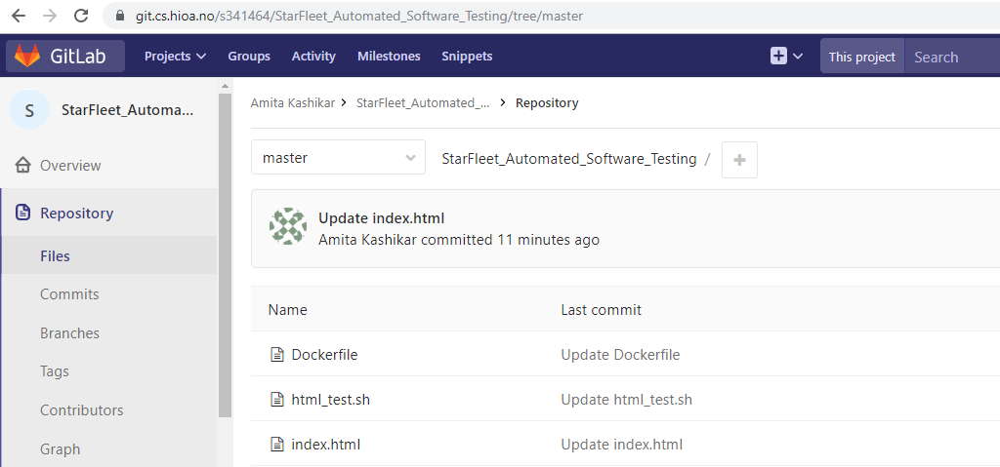 git.cs.hioa.no/s341464/StarFleet_Automated_Software_Testing/tree/master
GitLab Projects Groups Activity Milestones Snippets This project Search
S StarFleet_Automa...
Amita Kashikar > StarFleet_Automated_... > Repository
Overview
Repository
Files
Commits
Branches
Tags
Contributors
Graph
master StarFleet_Automated_Software_Testing / +
Update index.html
Amita Kashikar committed 11 minutes ago
Name Last commit
Dockerfile Update Dockerfile
html_test.sh Update html_test.sh
index.html Update index.html